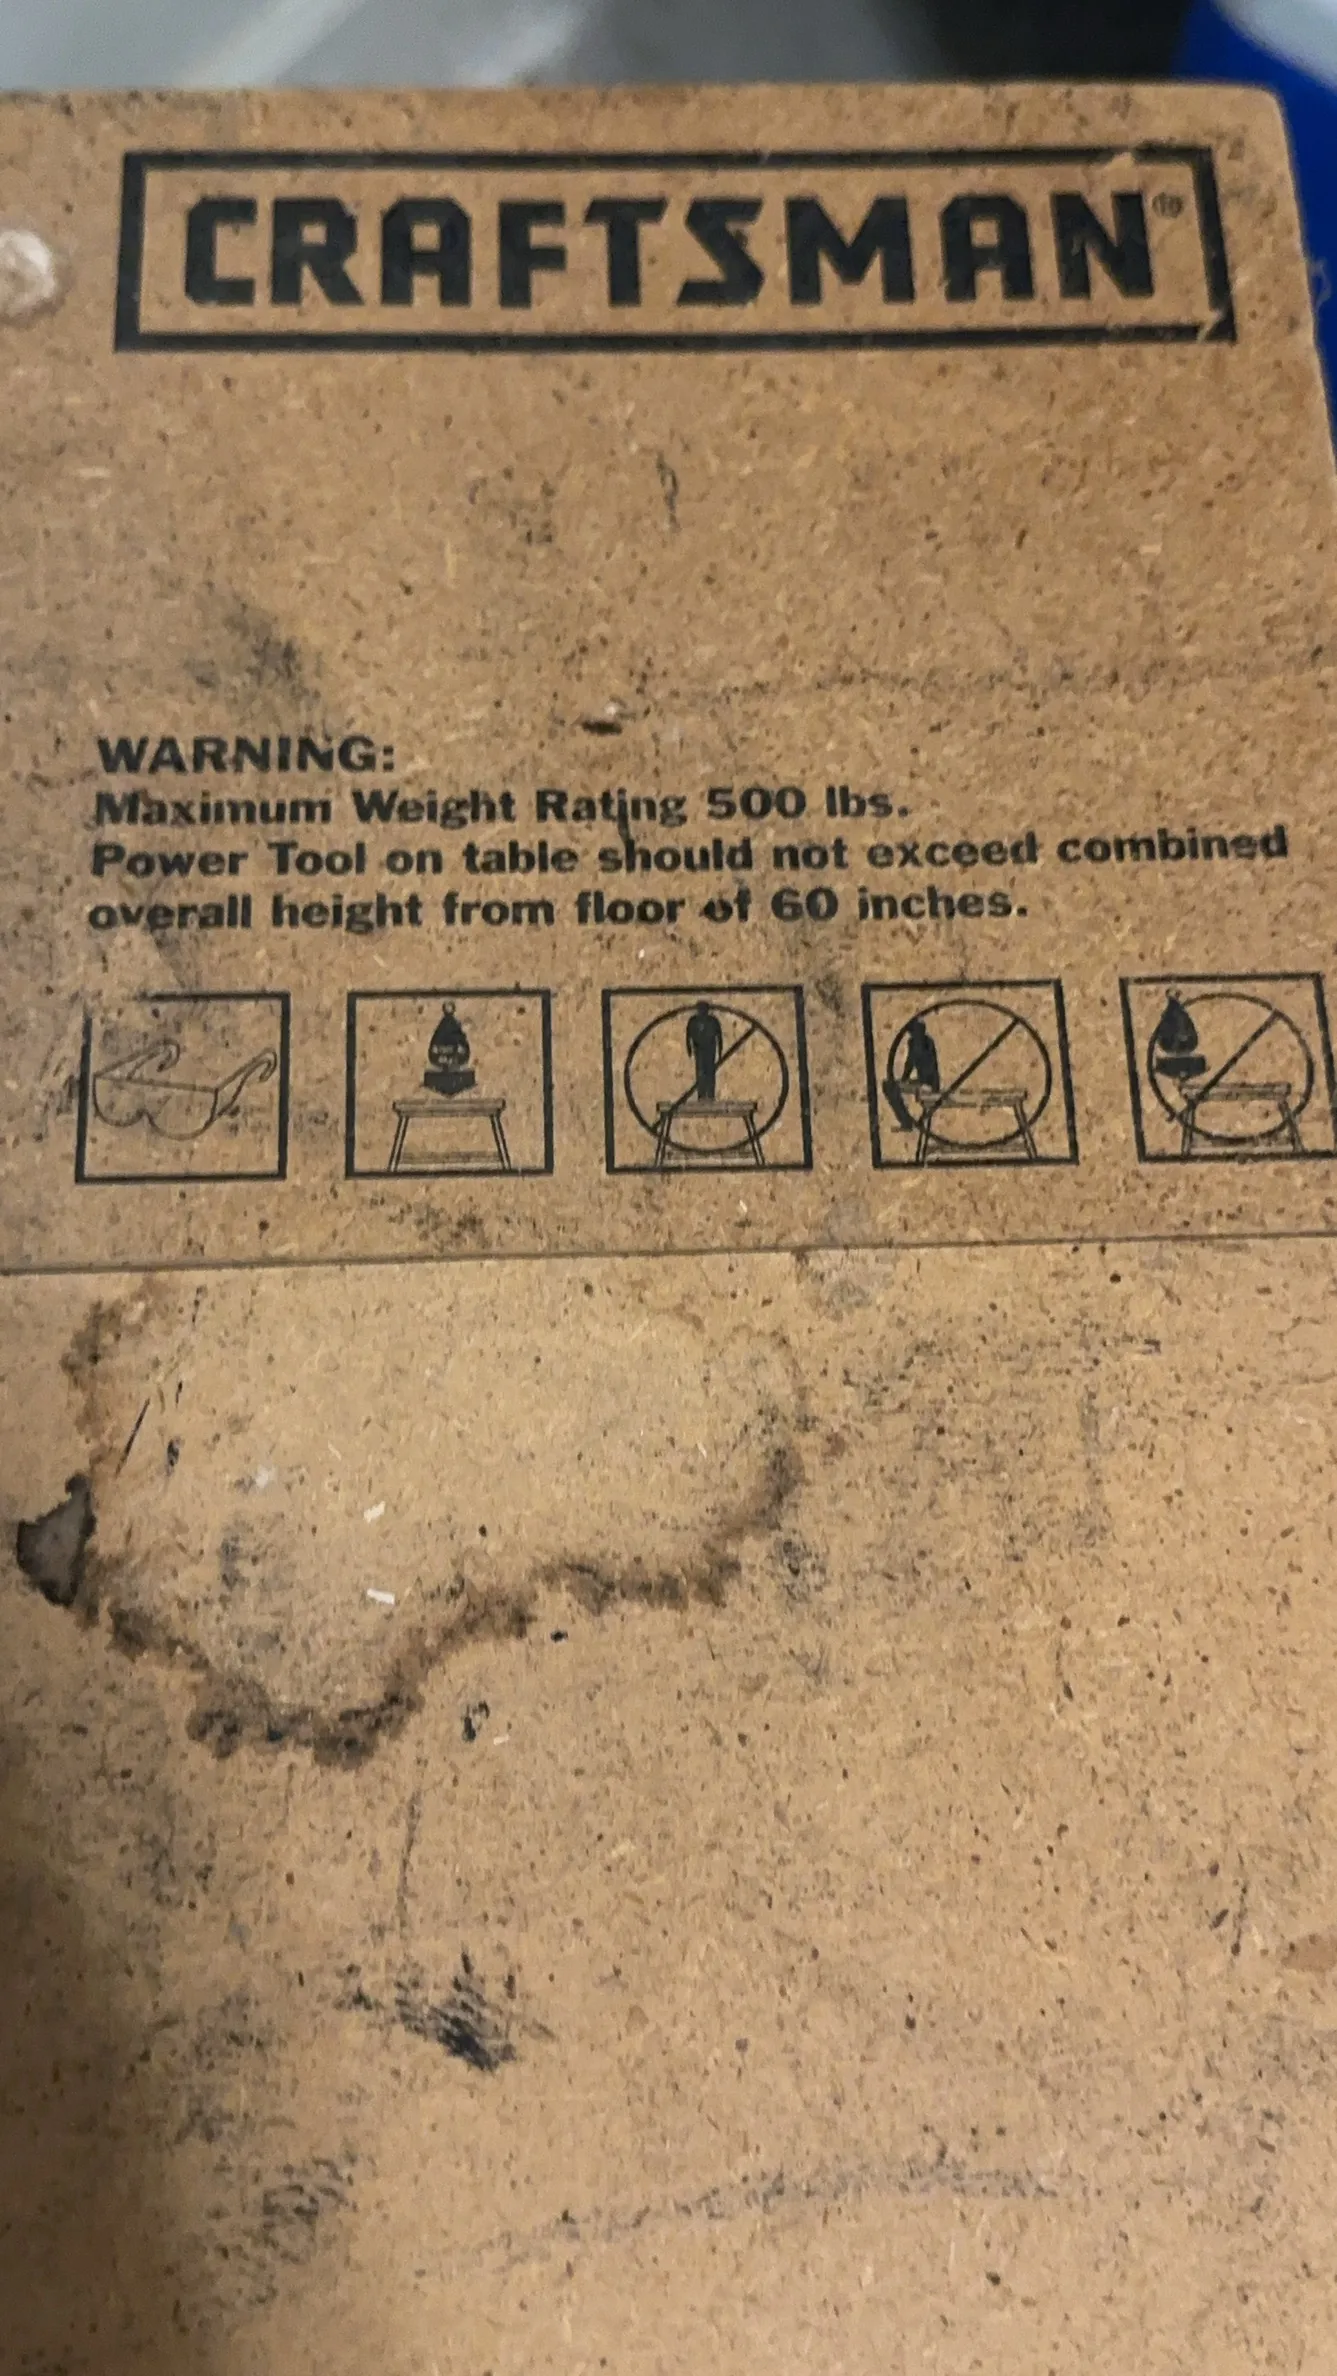 CRAFTSMAN®
WARNING:
Maximum Weight Rating 500 lbs.
Power Tool on table should not exceed combined
overall height from floor of 60 inches.